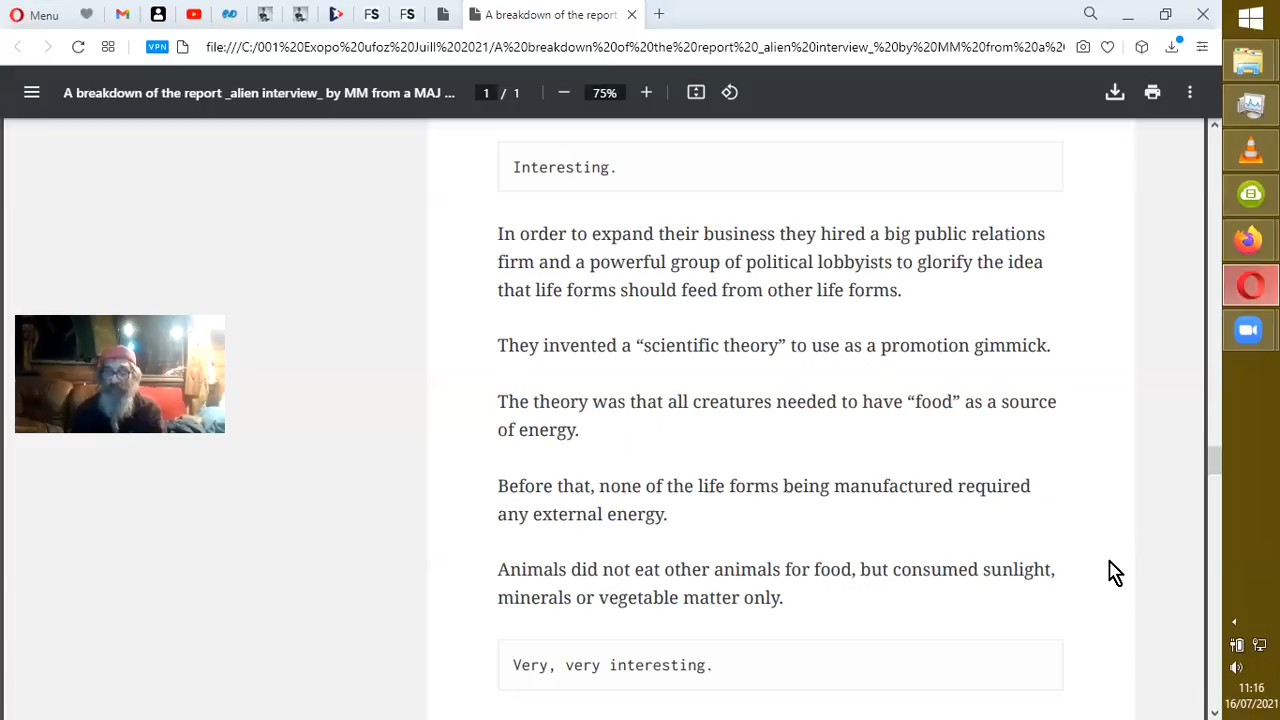 Menu
FS
FS
A breakdown of the report
VPN
file:///C:/001%20Exopo%20ufoz%20Juill%202021/A%20breakdown%20of%20the%20report%20_alien%20interview_%20by%20MM%20from%20a%20
A breakdown of the report _alien interview_ by MM from a MAJ ...
1 / 1
75%
Interesting.
In order to expand their business they hired a big public relations
firm and a powerful group of political lobbyists to glorify the idea
that life forms should feed from other life forms.
They invented a “scientific theory” to use as a promotion gimmick.
The theory was that all creatures needed to have “food” as a source
of energy.
Before that, none of the life forms being manufactured required
any external energy.
Animals did not eat other animals for food, but consumed sunlight,
minerals or vegetable matter only.
Very, very interesting.
11:16
16/07/2021